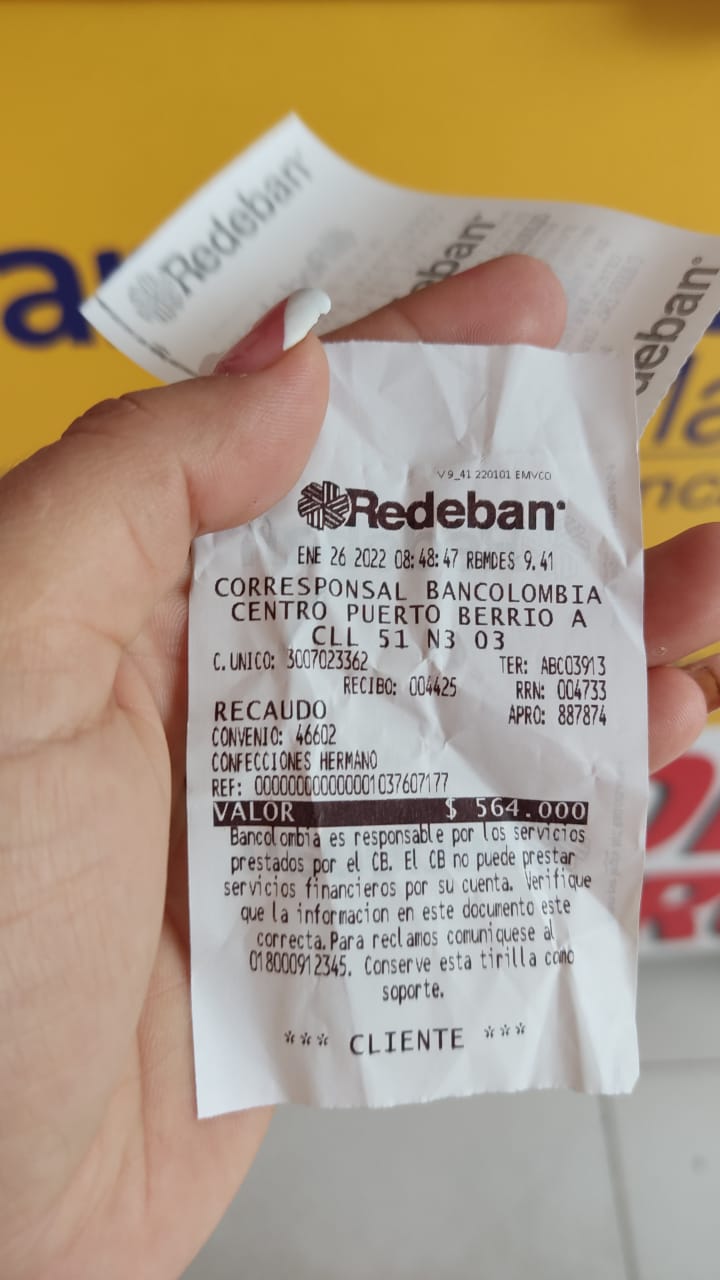 Redeban
V 9_41 220101 EMVCO
Redeban
ENE 26 2022 08:48:47 RBMDES 9.41
CORRESPONSAL BANCOLOMBIA
CENTRO PUERTO BERRIO A
CLL 51 N3 03
C. UNICO: 3007023362 TER: ABC03913
RECIBO: 004425 RRN: 004733
RECAUDO APRO: 887874
CONVENIO: 46602
CONFECCIONES HERMANO
REF: 00000000000001037607177
VALOR $ 564.000
Bancolombia es responsable por los servicios
prestados por el CB. El CB no puede prestar
servicios financieros por su cuenta. Verifique
que la informacion en este documento este
correcta.Para reclamos comuniquese al
018000912345. Conserve esta tirilla como
soporte.
*** CLIENTE ***